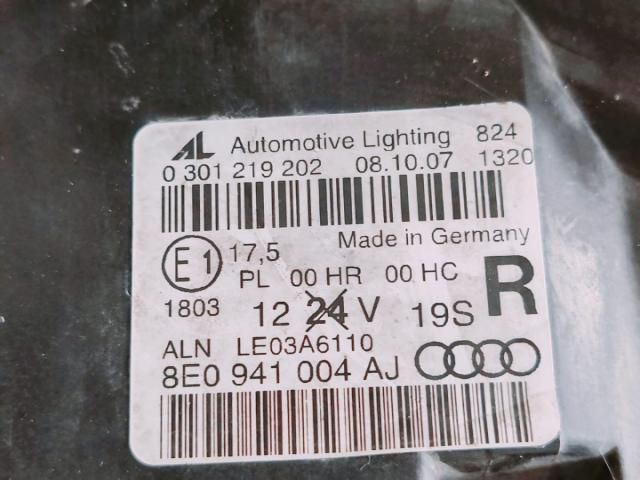 AL Automotive Lighting 824
0 301 219 202 08.10.07 1320
Made in Germany
E1 17,5
PL 00 HR 00 HC R
1803 12 24 V 19S
ALN LE03A6110
8E0 941 004 AJ